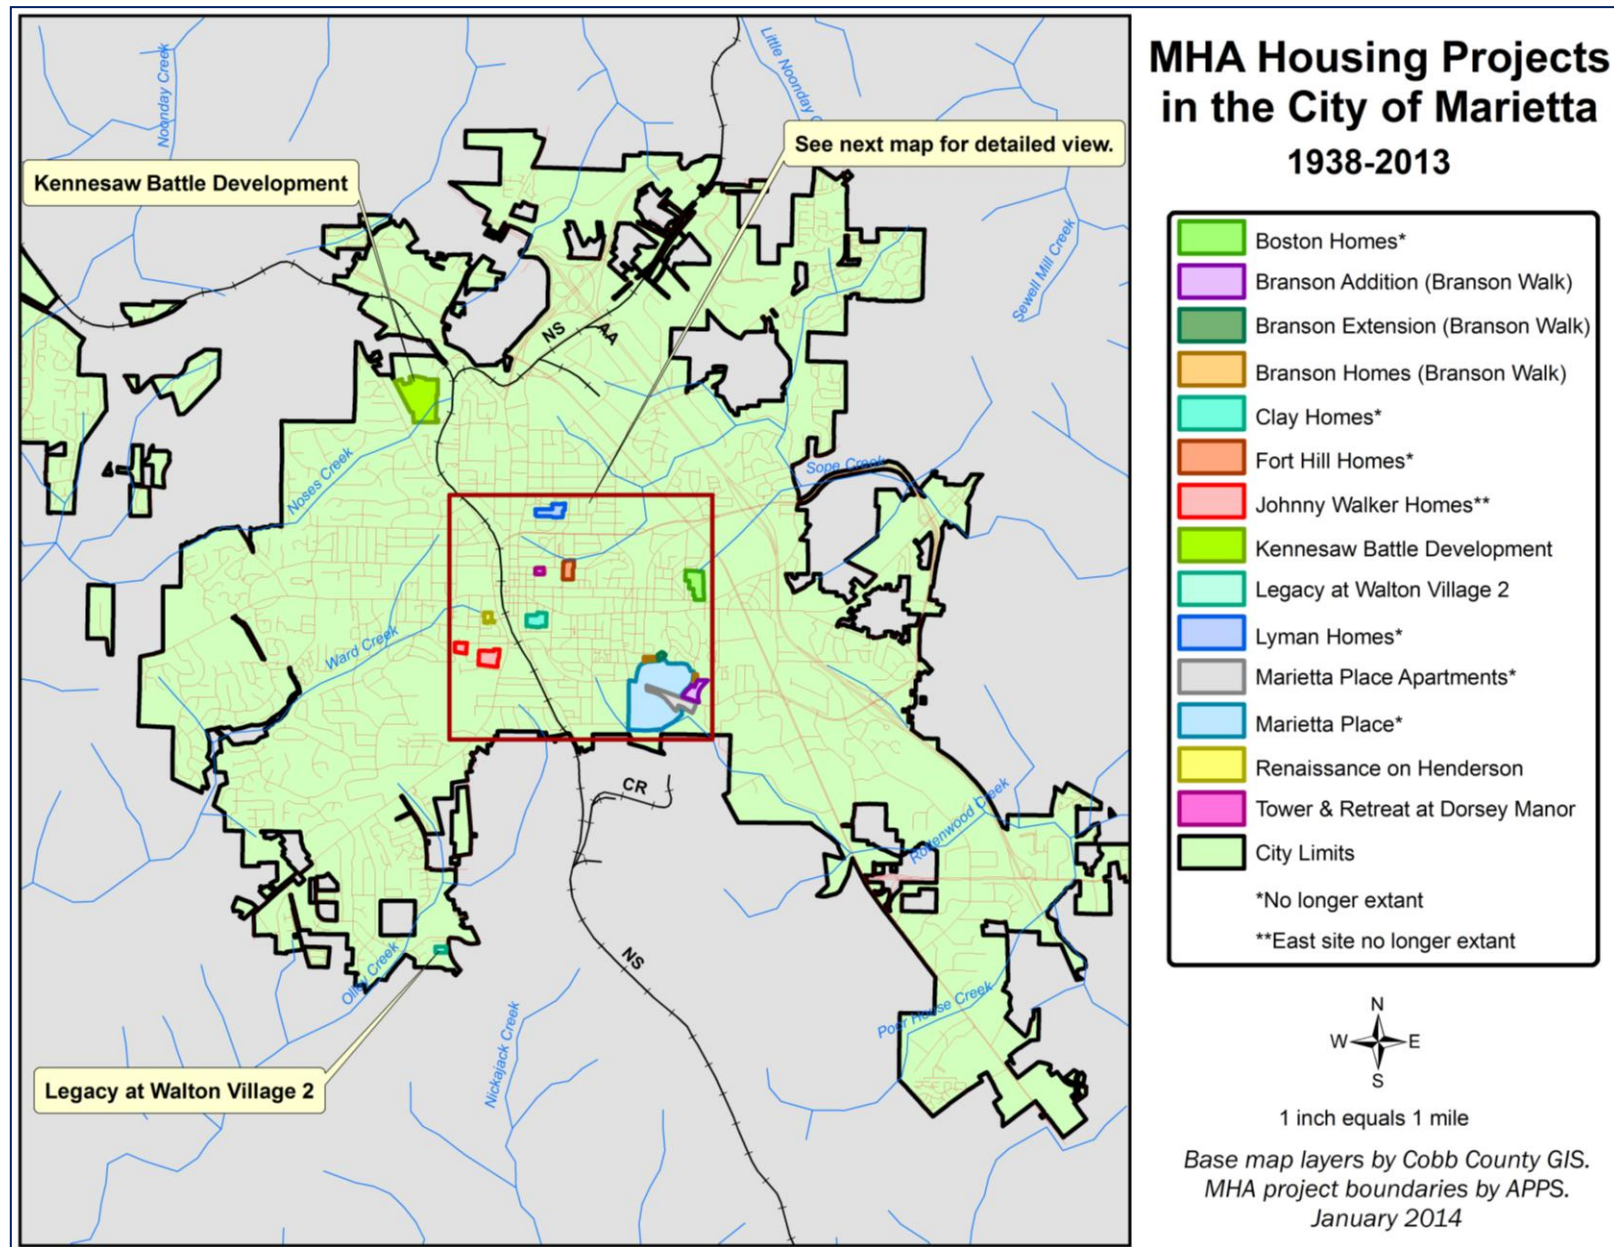 MHA Housing Projects
in the City of Marietta
1938-2013
Noonday Creek
Little Noonday C
See next map for detailed view.
Kennesaw Battle Development
Sewell Mill Creek
NS
AA
Sope Creek
Noses Creek
Ward Creek
CR
Rottenwood Creek
Olley Creek
NS
Poor House Creek
Nickajack Creek
Legacy at Walton Village 2
Boston Homes*
Branson Addition (Branson Walk)
Branson Extension (Branson Walk)
Branson Homes (Branson Walk)
Clay Homes*
Fort Hill Homes*
Johnny Walker Homes**
Kennesaw Battle Development
Legacy at Walton Village 2
Lyman Homes*
Marietta Place Apartments*
Marietta Place*
Renaissance on Henderson
Tower & Retreat at Dorsey Manor
City Limits
*No longer extant
**East site no longer extant
N
W E
S
1 inch equals 1 mile
Base map layers by Cobb County GIS.
MHA project boundaries by APPS.
January 2014